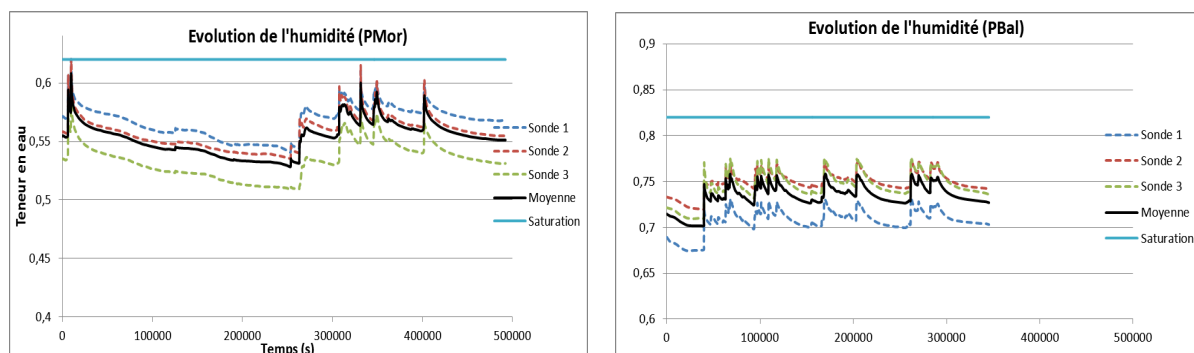 Evolution de l'humidité (PMor)
Teneur en eau
0,6
0,55
0,5
0,45
0,4
0
100000
200000
300000
400000
500000
Temps (s)
Sonde 1
Sonde 2
Sonde 3
Moyenne
Saturation
Evolution de l'humidité (PBal)
0,9
0,85
0,8
0,75
0,7
0,65
0,6
0
100000
200000
300000
400000
500000
Sonde 1
Sonde 2
Sonde 3
Moyenne
Saturation